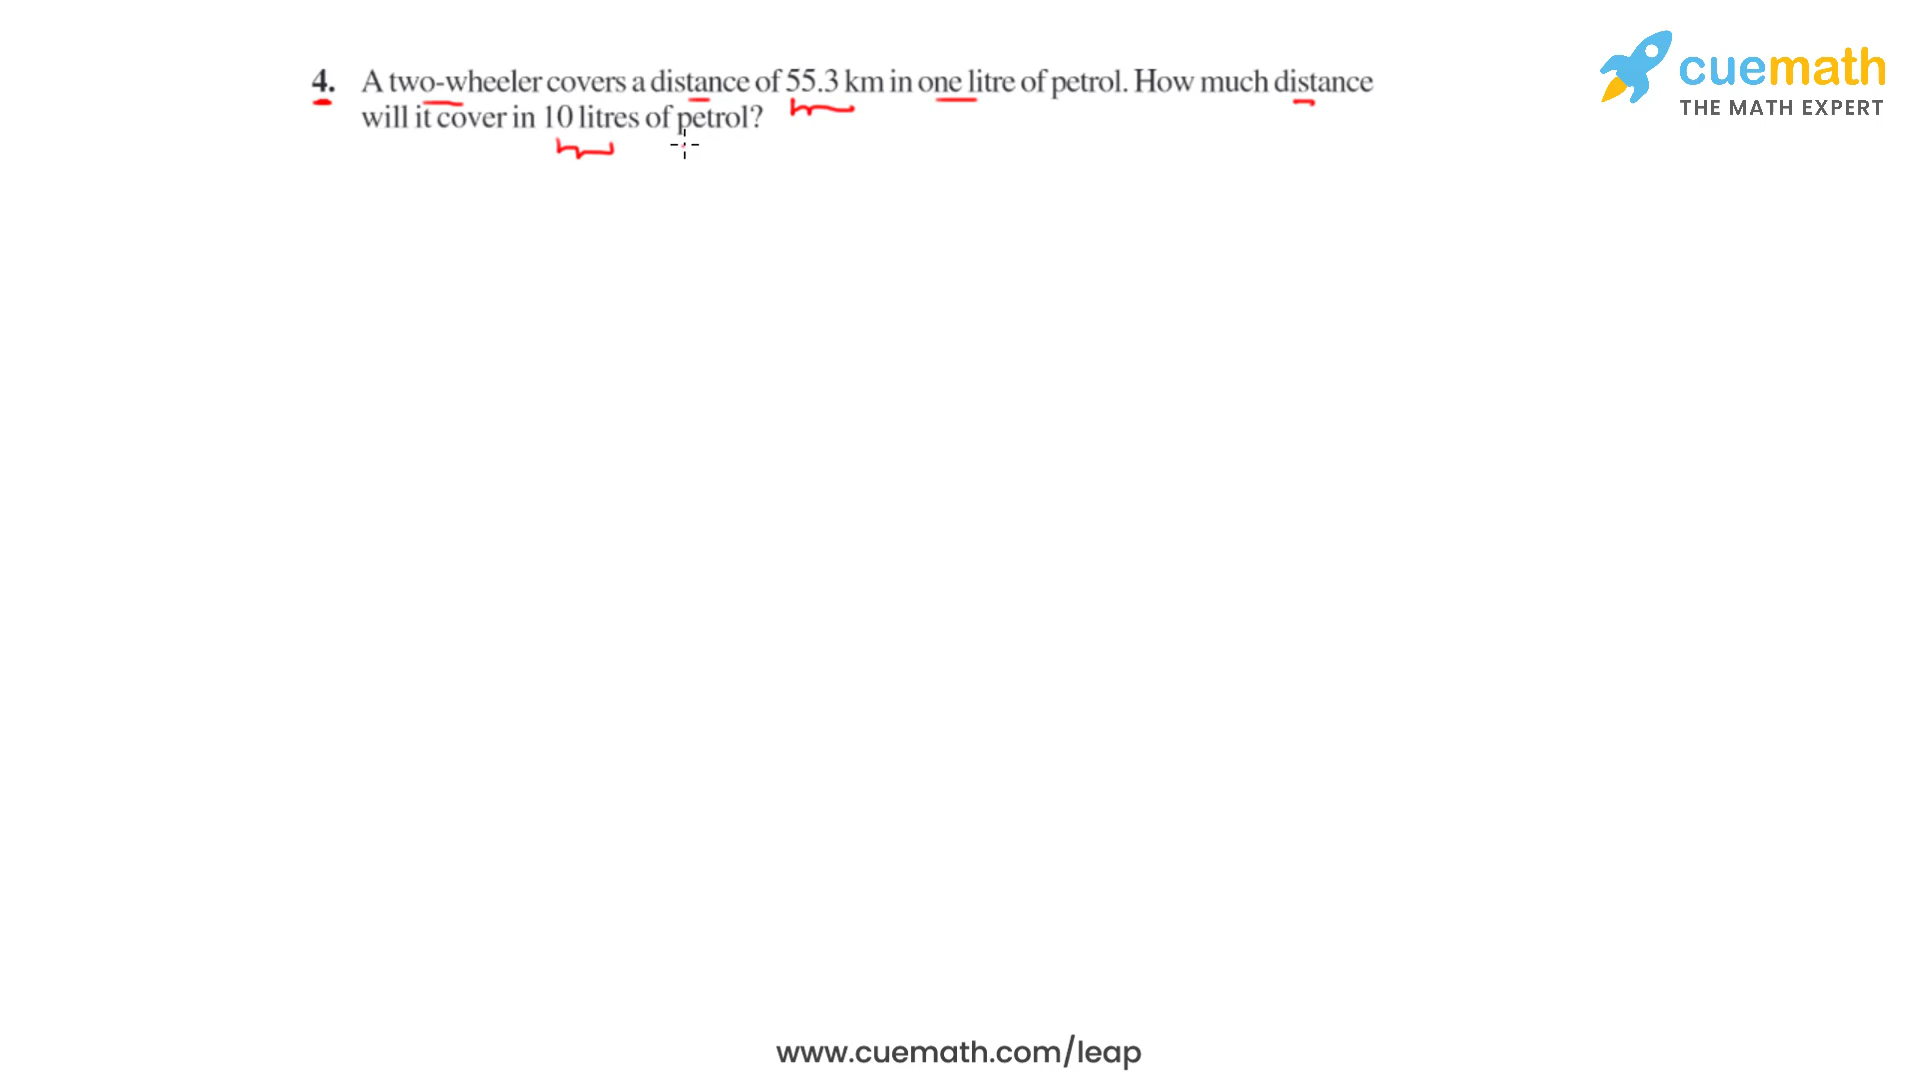 4. A two-wheeler covers a distance of 55.3 km in one litre of petrol. How much distance
will it cover in 10 litres of petrol?
cuemath
THE MATH EXPERT
www.cuemath.com/leap